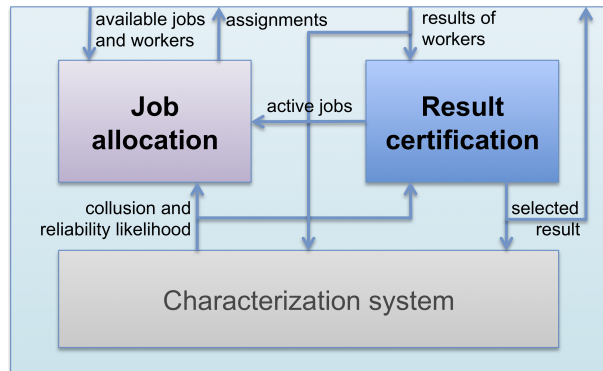 available jobs
and workers
assignments
results of
workers
Job
allocation
active jobs
Result
certification
collusion and
reliability likelihood
selected
result
Characterization system